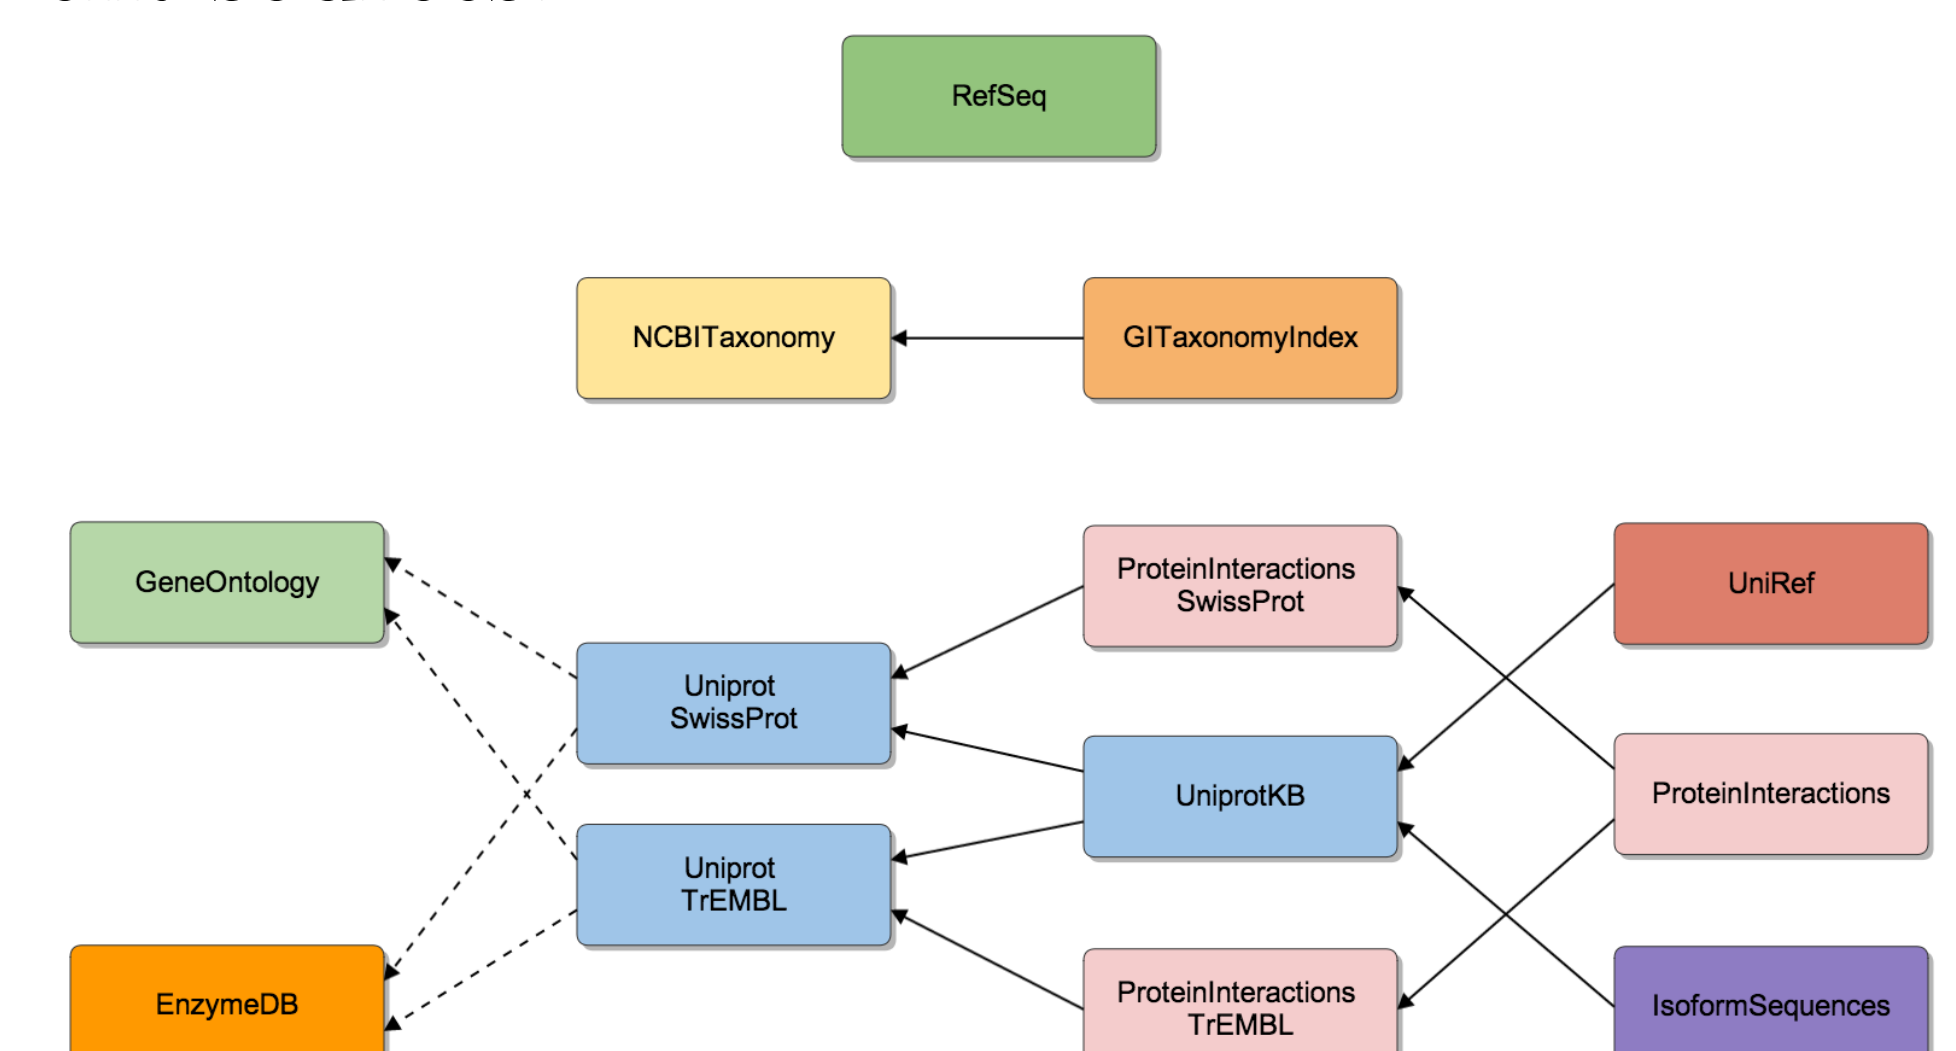 RefSeq
NCBITaxonomy
GITaxonomyIndex
GeneOntology
ProteinInteractions
SwissProt
UniRef
Uniprot
SwissProt
UniprotKB
ProteinInteractions
Uniprot
TrEMBL
EnzymeDB
ProteinInteractions
TrEMBL
IsoformSequences